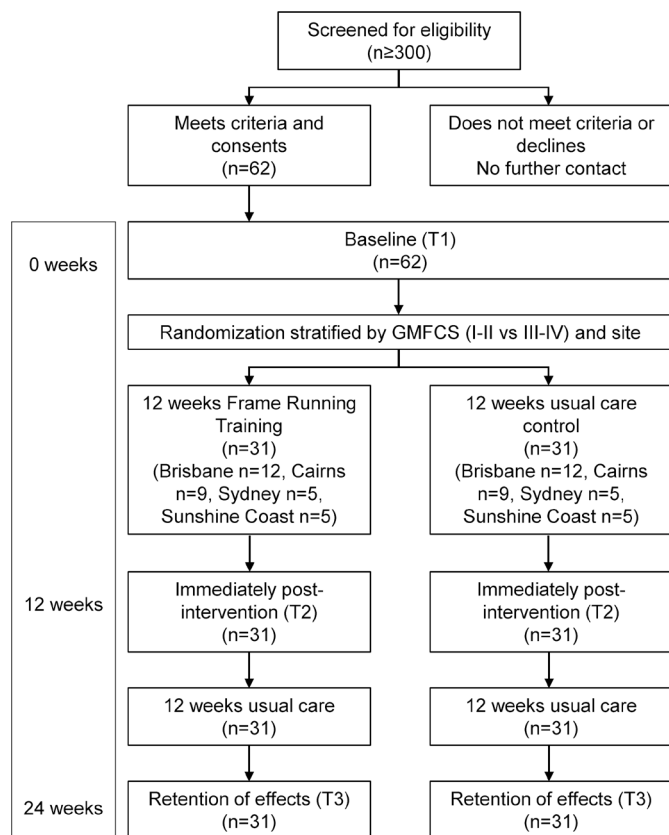 Screened for eligibility
(n≥300)
Meets criteria and
consents
(n=62)
Does not meet criteria or
declines
No further contact
0 weeks
Baseline (T1)
(n=62)
Randomization stratified by GMFCS (I-II vs III-IV) and site
12 weeks Frame Running
Training
(n=31)
(Brisbane n=12, Cairns
n=9, Sydney n=5,
Sunshine Coast n=5)
12 weeks usual care
control
(n=31)
(Brisbane n=12, Cairns
n=9, Sydney n=5,
Sunshine Coast n=5)
12 weeks
Immediately post-
intervention (T2)
(n=31)
Immediately post-
intervention (T2)
(n=31)
12 weeks usual care
(n=31)
12 weeks usual care
(n=31)
24 weeks
Retention of effects (T3)
(n=31)
Retention of effects (T3)
(n=31)